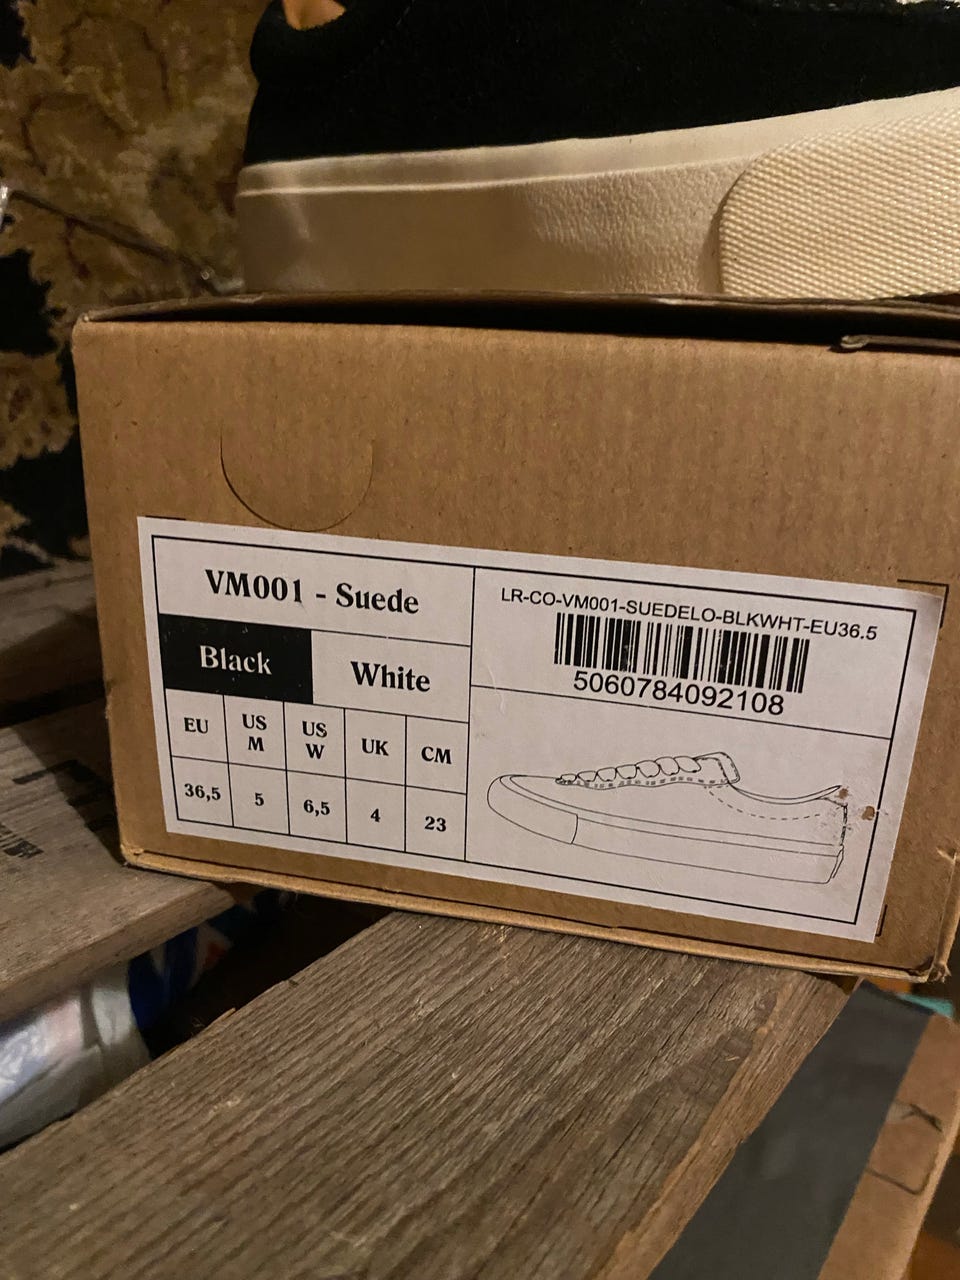 VM001 - Suede
Black White
EU US M US W UK CM
36,5 5 6,5 4 23
LR-CO-VM001-SUEDELO-BLKWHT-EU36.5
5060784092108